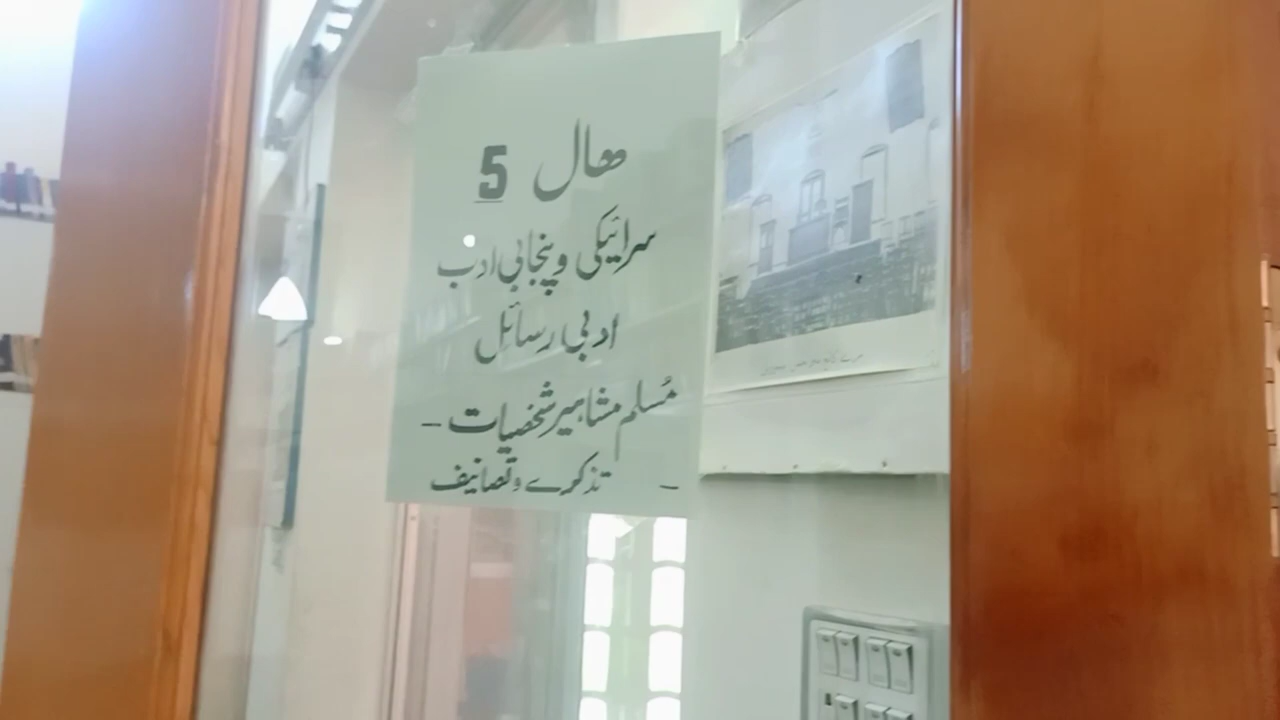 ھال 5
سرائیکی و پنجابی ادب
ادبی رسائل
مُسلم مشاہیر شخصیات -
- تذکرے و تصانیف